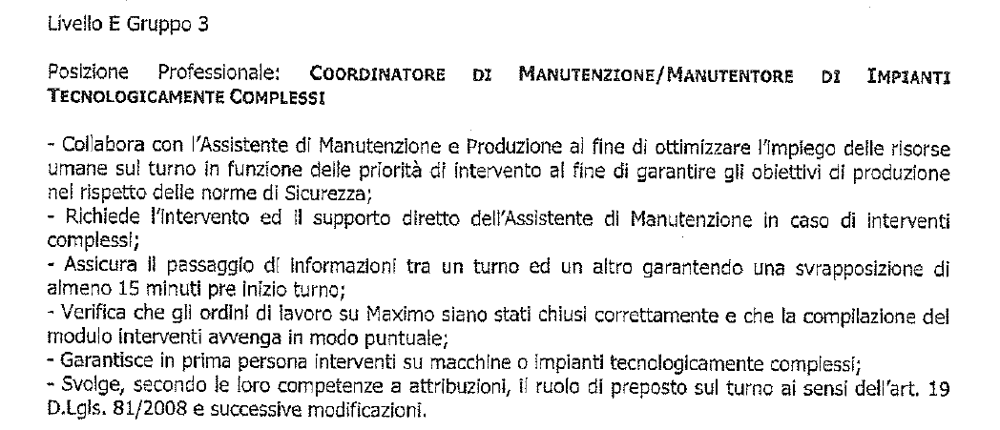 Livello E Gruppo 3
Posizione Professionale: COORDINATORE DI MANUTENZIONE/MANUTENTORE DI IMPIANTI
TECNOLOGICAMENTE COMPLESSI
- Collabora con l'Assistente di Manutenzione e Produzione al fine di ottimizzare l'impiego delle risorse
umane sul turno in funzione delle priorità di intervento al fine di garantire gli obiettivi di produzione
nel rispetto delle norme di Sicurezza;
- Richiede l'intervento ed il supporto diretto dell'Assistente di Manutenzione in caso di interventi
complessi;
- Assicura il passaggio di informazioni tra un turno ed un altro garantendo una svrapposizione di
almeno 15 minuti pre inizio turno;
- Verifica che gli ordini di lavoro su Maximo siano stati chiusi correttamente e che la compilazione del
modulo interventi avvenga in modo puntuale;
- Garantisce in prima persona interventi su macchine o impianti tecnologicamente complessi;
- Svolge, secondo le loro competenze a attribuzioni, il ruolo di preposto sul turno ai sensi dell'art. 19
D.Lgls. 81/2008 e successive modificazioni.